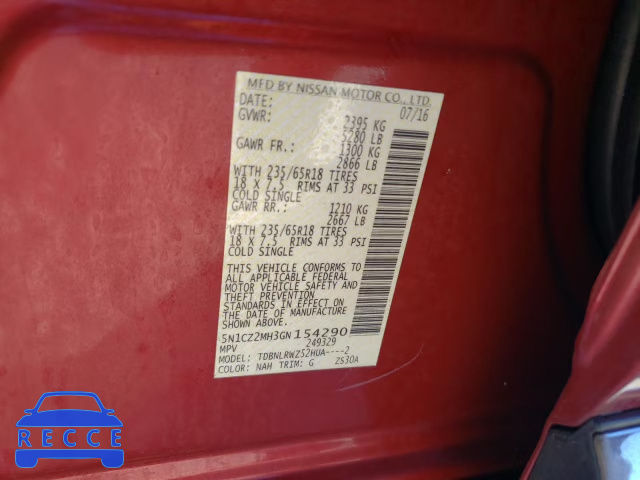 MFD BY NISSAN MOTOR CO., LTD.
DATE: 07/16
GVWR: 2395 KG
5280 LB
GAWR FR.: 1300 KG
2866 LB
WITH 235/65R18 TIRES
18 X 7.5 RIMS AT 33 PSI
COLD SINGLE
GAWR RR.: 1210 KG
2667 LB
WITH 235/65R18 TIRES
18 X 7.5 RIMS AT 33 PSI
COLD SINGLE
THIS VEHICLE CONFORMS TO
ALL APPLICABLE FEDERAL
MOTOR VEHICLE SAFETY AND
THEFT PREVENTION
STANDARDS IN EFFECT ON
THE DATE OF MANUFACTURE
SHOWN ABOVE.
5N1CZ2MH3GN154290
MPV 249329
MODEL: TDBNLRWZ52HUA----2
COLOR: NAH TRIM: G Z530A
RECCE